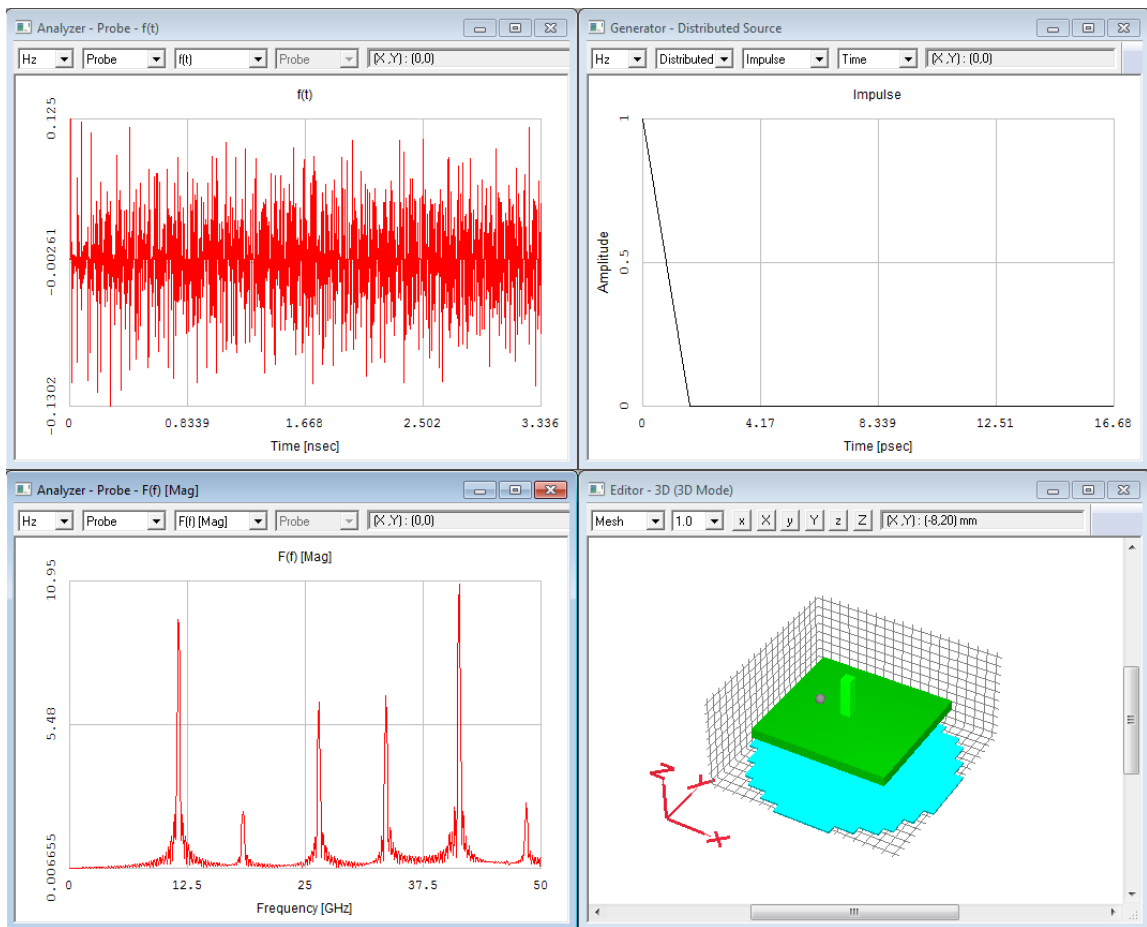 Analyzer - Probe - f(t)
Hz Probe f(t) Probe (X ,Y) : (0,0)
f(t)
0.125
-0.00261
-0.1302
0 0.8339 1.668 2.502 3.336
Time [nsec]
Generator - Distributed Source
Hz Distributed Impulse Time (X ,Y) : (0,0)
Impulse
1
0.5
0
Amplitude
0 4.17 8.339 12.51 16.68
Time [psec]
Analyzer - Probe - F(f) [Mag]
Hz Probe F(f) [Mag] Probe (X ,Y) : (0,0)
F(f) [Mag]
10.95
5.48
0.00655
0 12.5 25 37.5 50
Frequency [GHz]
Editor - 3D (3D Mode)
Mesh 1.0 x X y Y z Z (X ,Y) : (-8,20) mm
Z Y
X